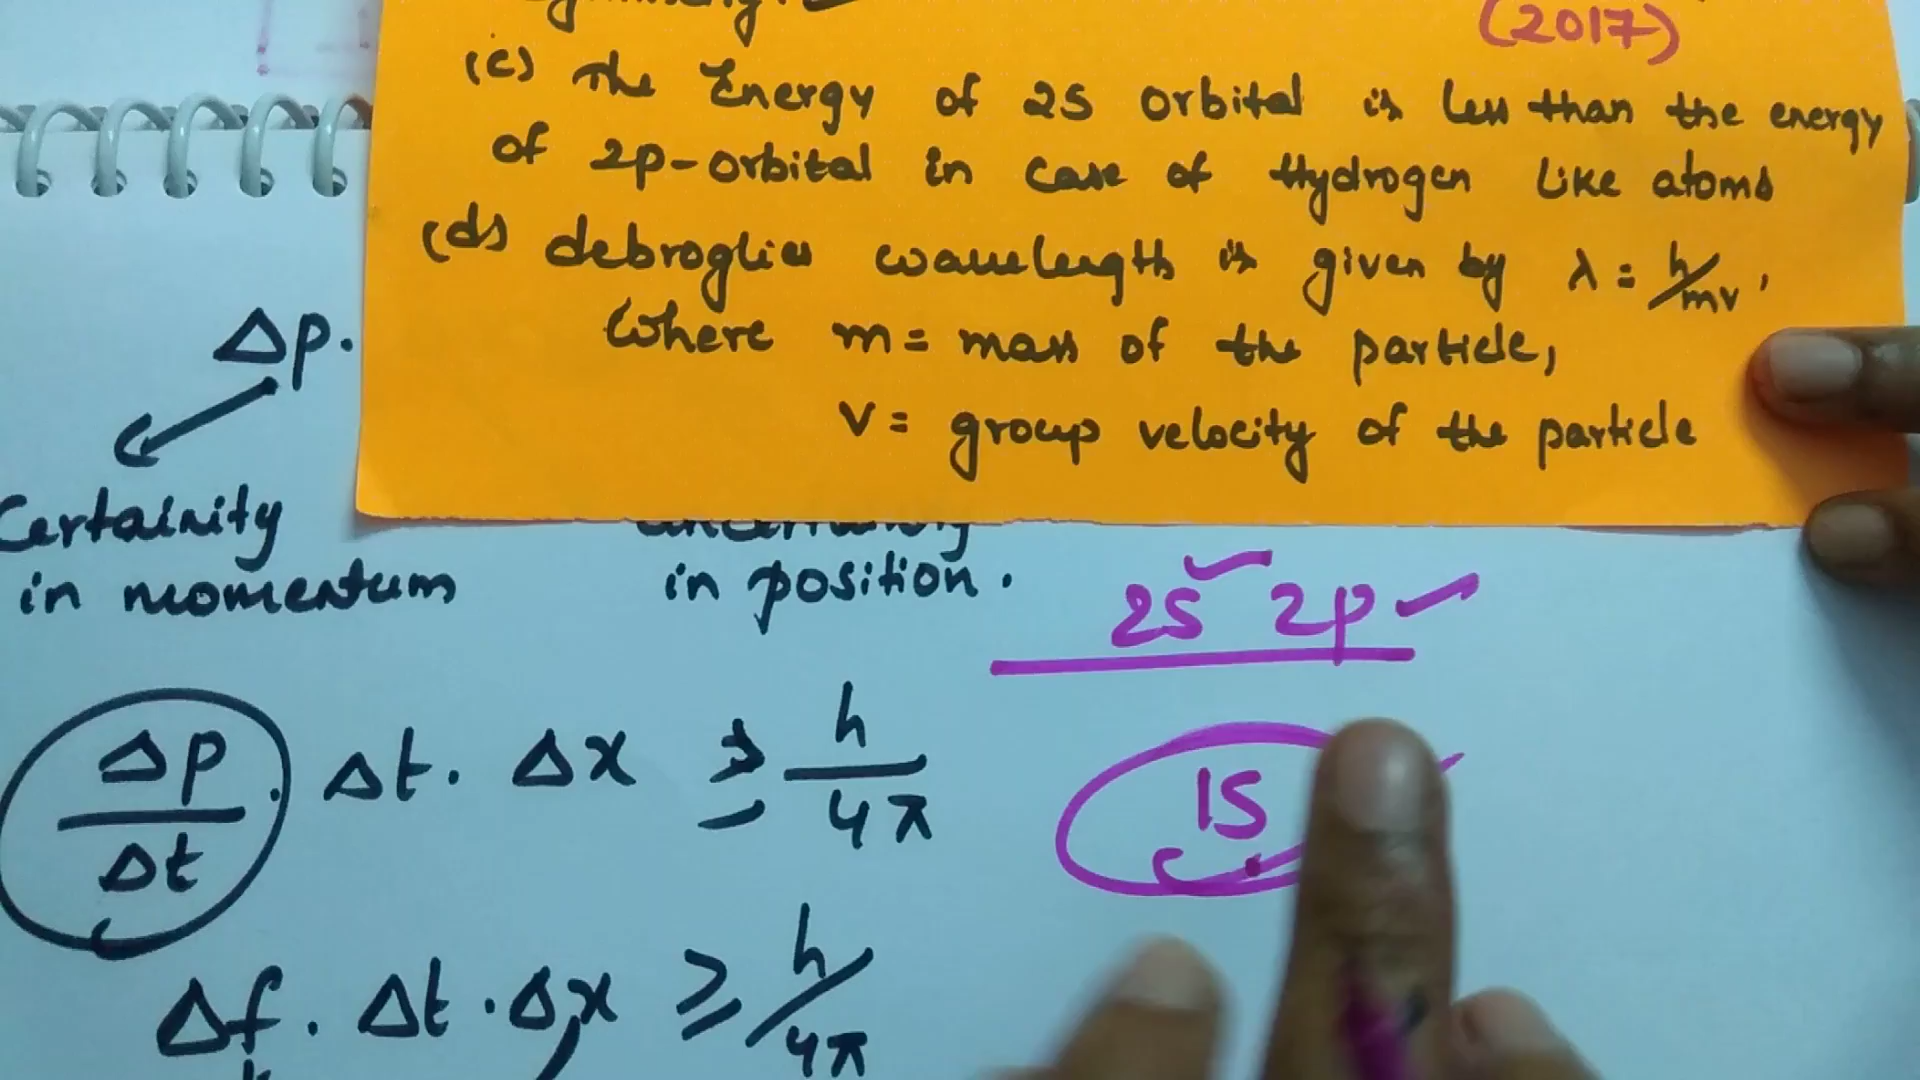 (2017)
(c) The Energy of 2S orbital is less than the energy
of 2p-orbital in case of Hydrogen like atoms
(d) debroglies wavelength is given by λ = h/mv,
where m = mass of the particle,
v = group velocity of the particle
Δp.
Certainity
in momentum
in position.
2S 2p
Δp/Δt . Δt . Δx ≥ h/4π
1S
Δf . Δt . Δx ≥ h/4π